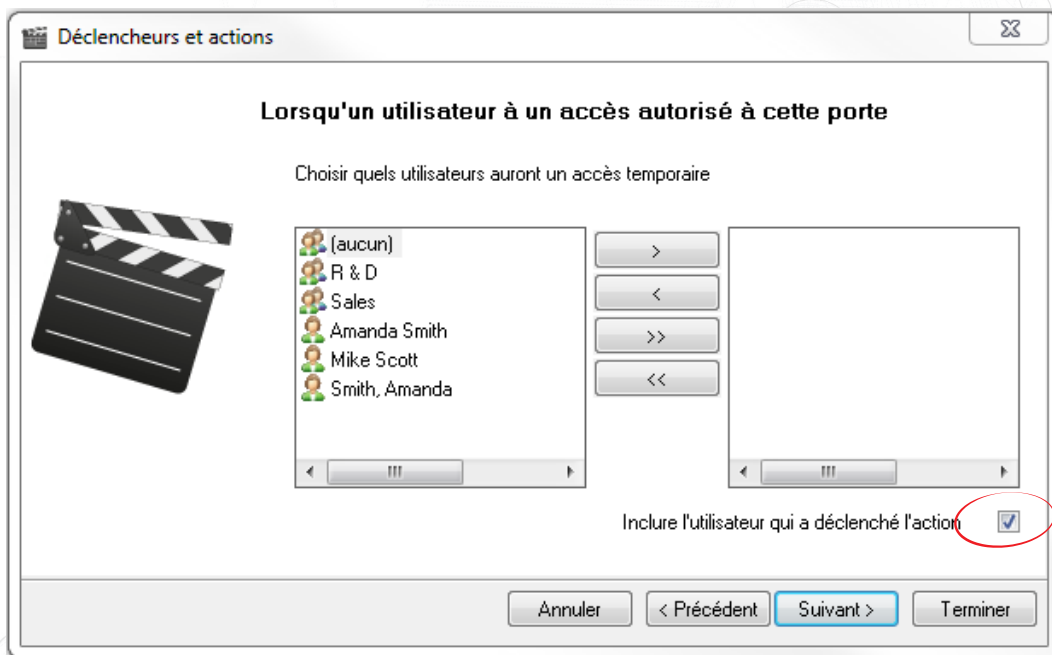 Déclencheurs et actions
Lorsqu'un utilisateur à un accès autorisé à cette porte
Choisir quels utilisateurs auront un accès temporaire
(aucun)
R & D
Sales
Amanda Smith
Mike Scott
Smith, Amanda
>
<
>>
<<
Inclure l'utilisateur qui a déclenché l'action
Annuler
< Précédent
Suivant >
Terminer